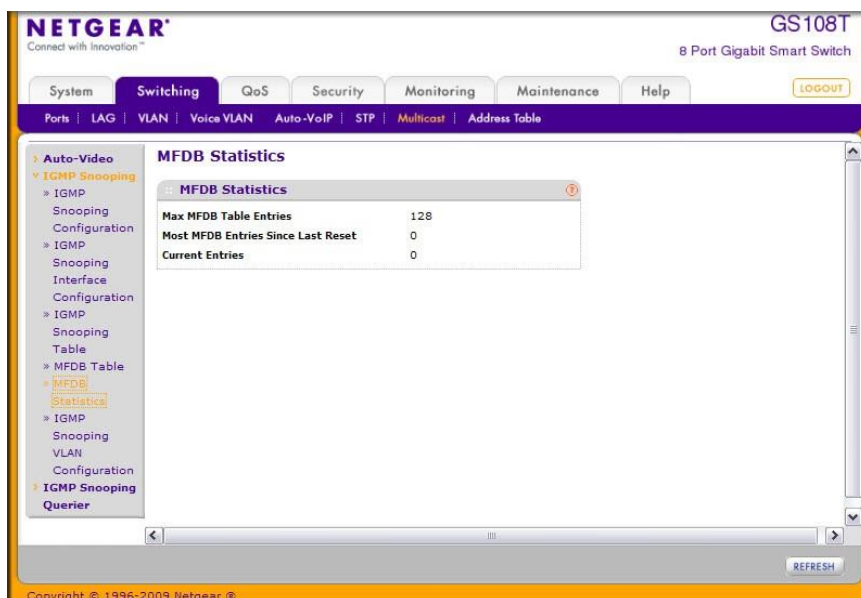 NETGEAR®
Connect with Innovation™
GS108T
8 Port Gigabit Smart Switch
System
Switching
QoS
Security
Monitoring
Maintenance
Help
LOGOUT
Ports
LAG
VLAN
Voice VLAN
Auto-VoIP
STP
Multicast
Address Table
Auto-Video
IGMP Snooping
» IGMP
Snooping
Configuration
» IGMP
Snooping
Interface
Configuration
» IGMP
Snooping
Table
» MFDB Table
» MFDB
Statistics
» IGMP
Snooping
VLAN
Configuration
IGMP Snooping
Querier
MFDB Statistics
MFDB Statistics
?
Max MFDB Table Entries 128
Most MFDB Entries Since Last Reset 0
Current Entries 0
REFRESH
Copyright © 1996-2009 Netgear ®